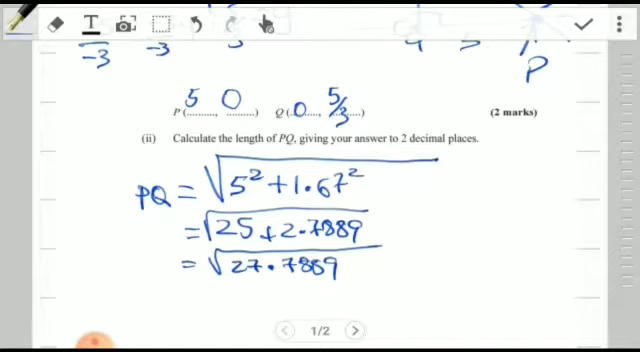 T
-3 -3
P
P (5, 0) Q (0, 5/3) (2 marks)
(ii) Calculate the length of PQ, giving your answer to 2 decimal places.
PQ = √5² + 1.67²
= √25 + 2.7889
= √27.7889
1/2